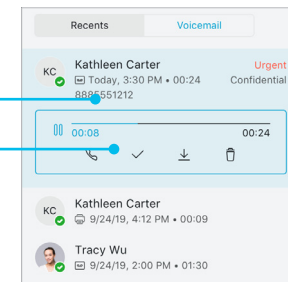 Recents Voicemail
KC Kathleen Carter Urgent
Today, 3:30 PM • 00:24 Confidential
8885551212
00:08 00:24
KC Kathleen Carter
9/24/19, 4:12 PM • 00:09
Tracy Wu
9/24/19, 2:00 PM • 01:30